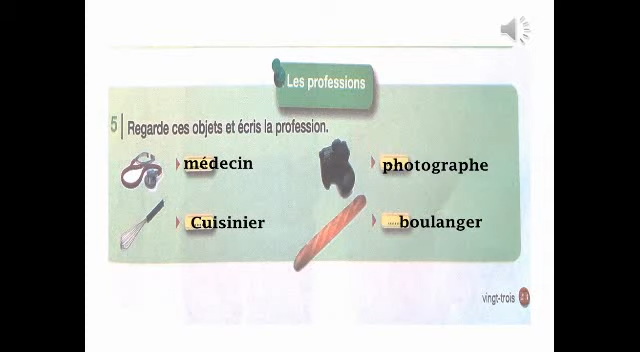 Les professions
5 Regarde ces objets et écris la profession.
médecin
photographe
Cuisinier
boulanger
vingt-trois